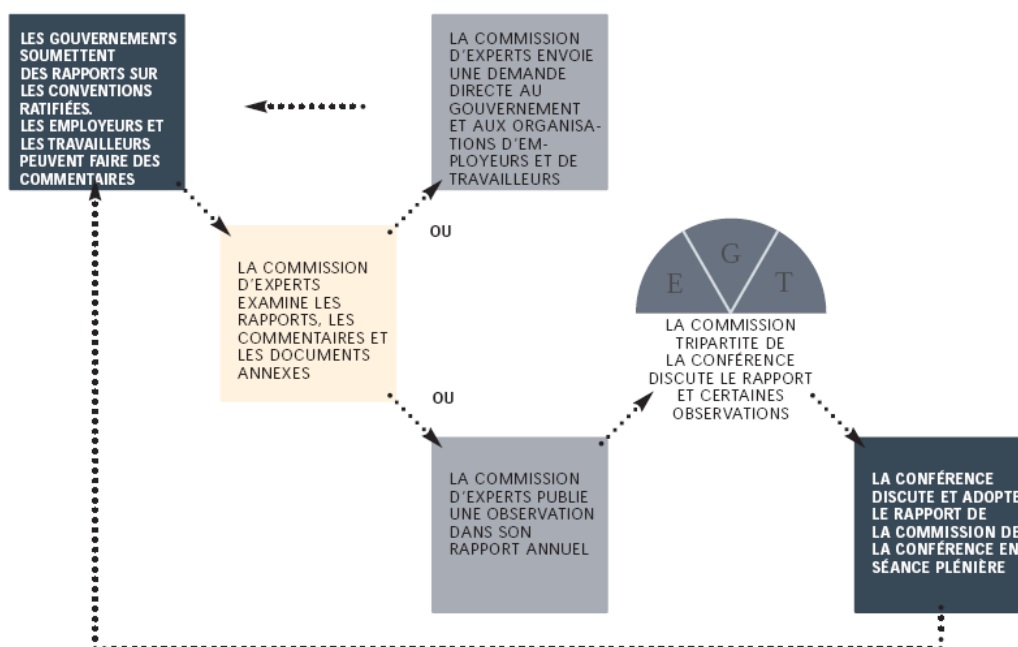 LES GOUVERNEMENTS
SOUMETTENT
DES RAPPORTS SUR
LES CONVENTIONS
RATIFIÉES.
LES EMPLOYEURS ET
LES TRAVAILLEURS
PEUVENT FAIRE DES
COMMENTAIRES
LA COMMISSION
D'EXPERTS ENVOIE
UNE DEMANDE
DIRECTE AU
GOUVERNEMENT
ET AUX ORGANISA-
TIONS D'EM-
PLOYEURS ET DE
TRAVAILLEURS
OU
LA COMMISSION
D'EXPERTS
EXAMINE LES
RAPPORTS, LES
COMMENTAIRES ET
LES DOCUMENTS
ANNEXES
OU
E G T
LA COMMISSION
TRIPARTITE DE
LA CONFÉRENCE
DISCUTE LE RAPPORT
ET CERTAINES
OBSERVATIONS
LA COMMISSION
D'EXPERTS PUBLIE
UNE OBSERVATION
DANS SON
RAPPORT ANNUEL
LA CONFÉRENCE
DISCUTE ET ADOPTE
LE RAPPORT DE
LA COMMISSION DE
LA CONFÉRENCE EN
SÉANCE PLÉNIÈRE